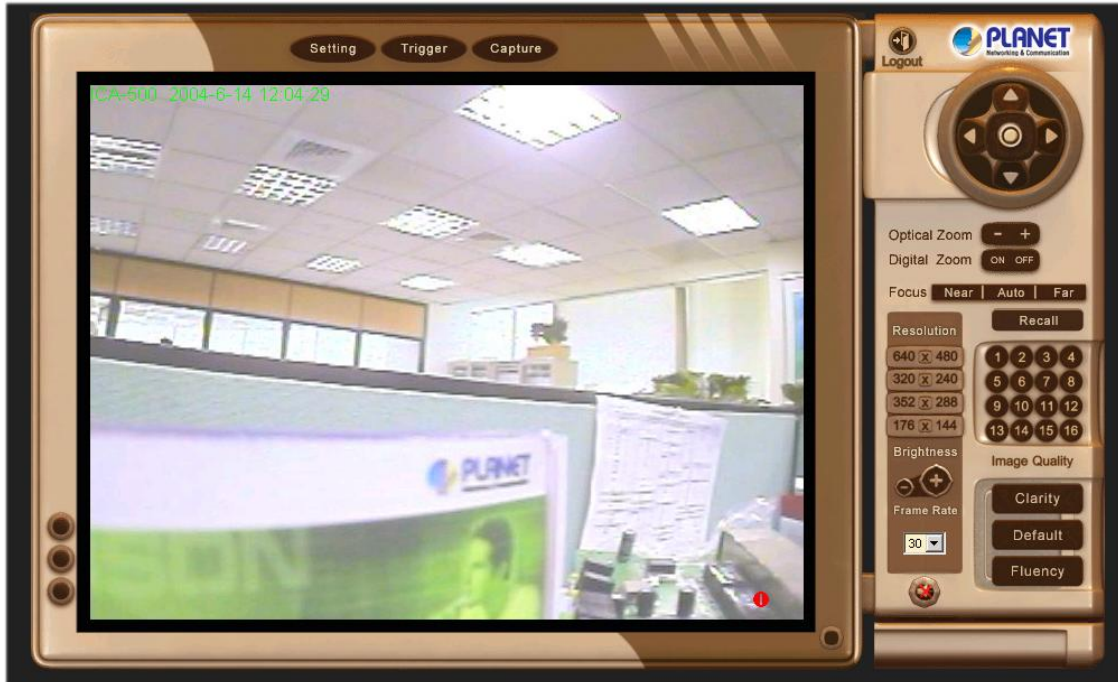 Setting Trigger Capture
Logout
PLANET
Networking & Communication
ICA-500 2004-6-14 12:04:29
Optical Zoom - +
Digital Zoom ON OFF
Focus Near | Auto | Far
Recall
Resolution
640 x 480
320 x 240
352 x 288
176 x 144
1 2 3 4
5 6 7 8
9 10 11 12
13 14 15 16
Brightness
- +
Frame Rate
30
Image Quality
Clarity
Default
Fluency
PLANET